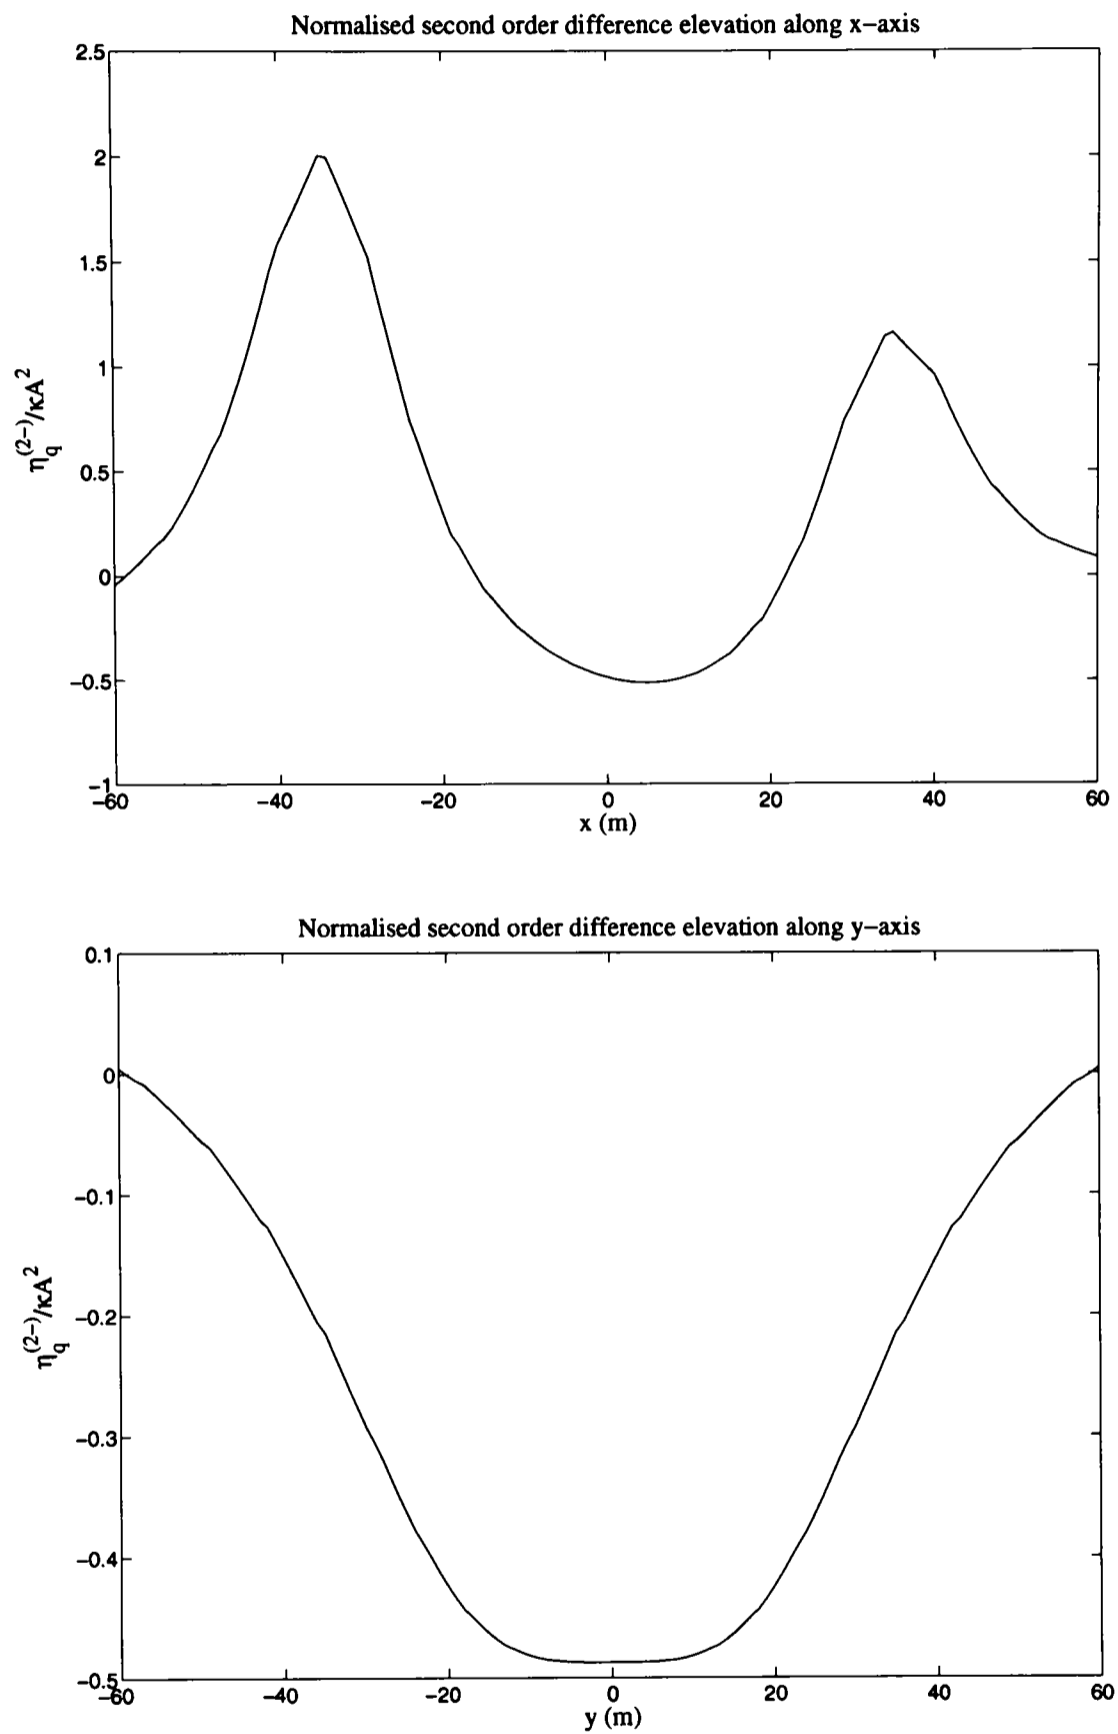 Normalised second order difference elevation along x–axis
2.5
2
1.5
1
0.5
0
−0.5
−1
η_q^(2−)/κA^2
−60 −40 −20 0 20 40 60
x (m)
Normalised second order difference elevation along y–axis
0.1
0
−0.1
−0.2
−0.3
−0.4
−0.5
η_q^(2−)/κA^2
−60 −40 −20 0 20 40 60
y (m)